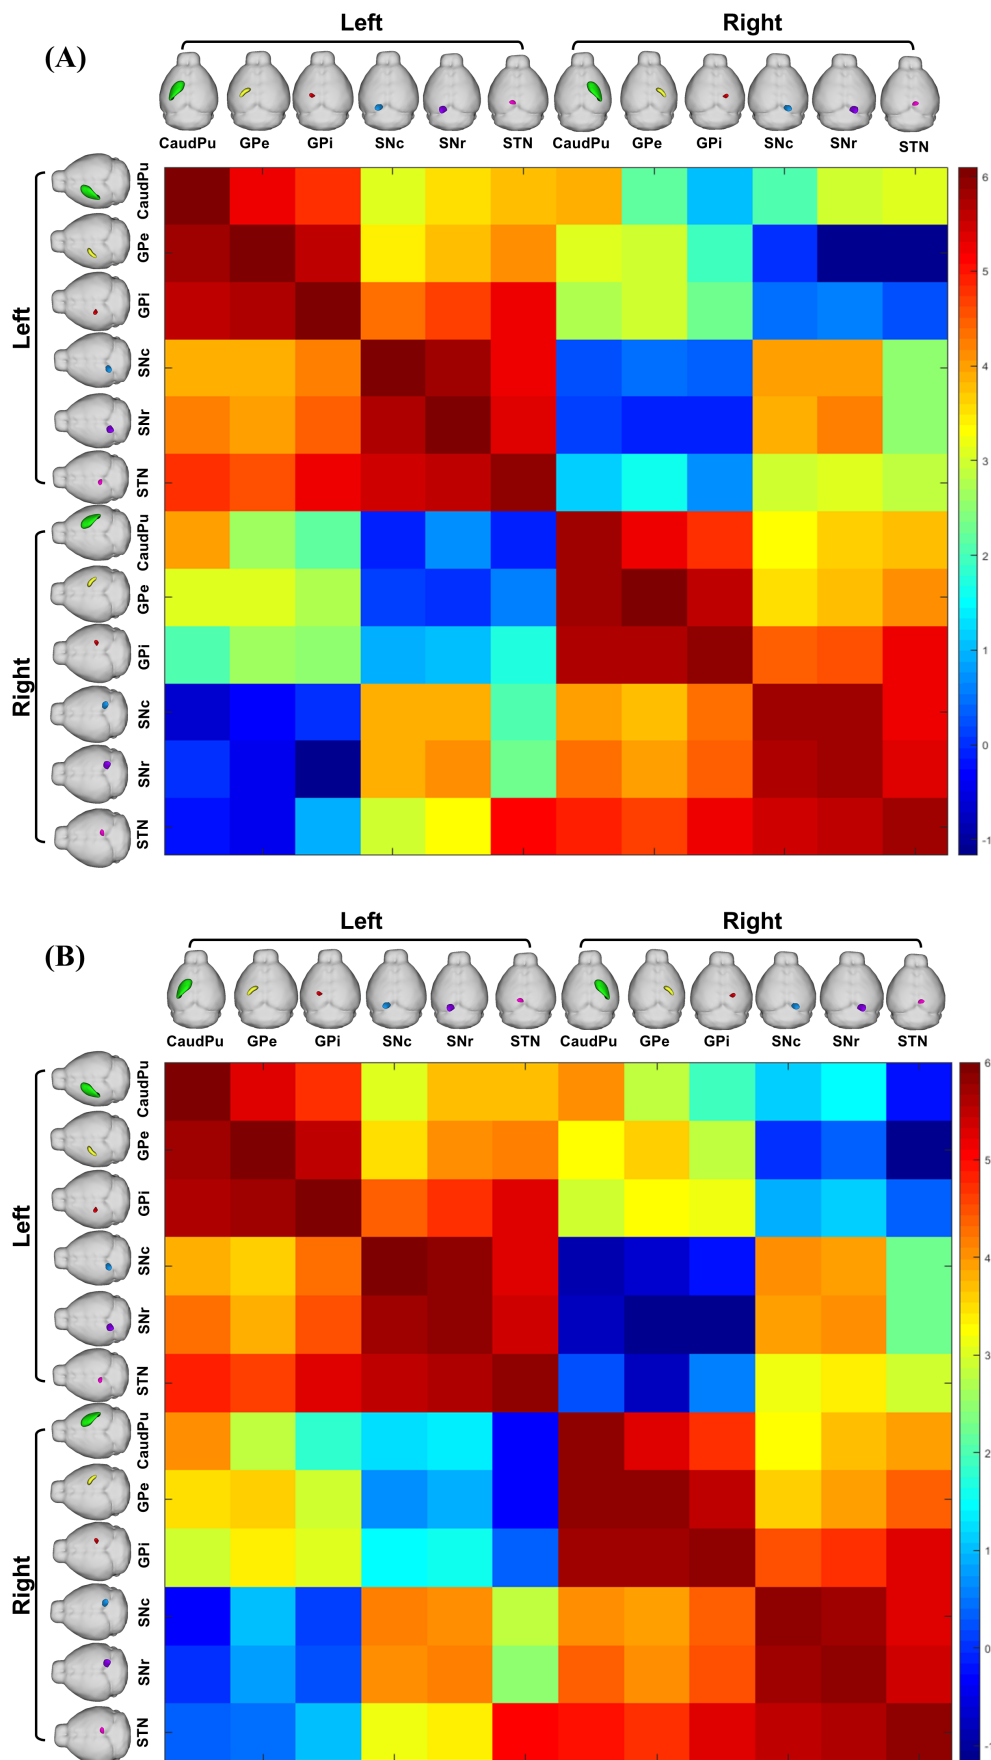 Left Right
(A)
CaudPu GPe GPi SNc SNr STN CaudPu GPe GPi SNc SNr STN
Left
CaudPu
GPe
GPi
SNc
SNr
STN
Right
CaudPu
GPe
GPi
SNc
SNr
STN
6
5
4
3
2
1
0
-1
Left Right
(B)
CaudPu GPe GPi SNc SNr STN CaudPu GPe GPi SNc SNr STN
Left
CaudPu
GPe
GPi
SNc
SNr
STN
Right
CaudPu
GPe
GPi
SNc
SNr
STN
6
5
4
3
2
1
0
-1